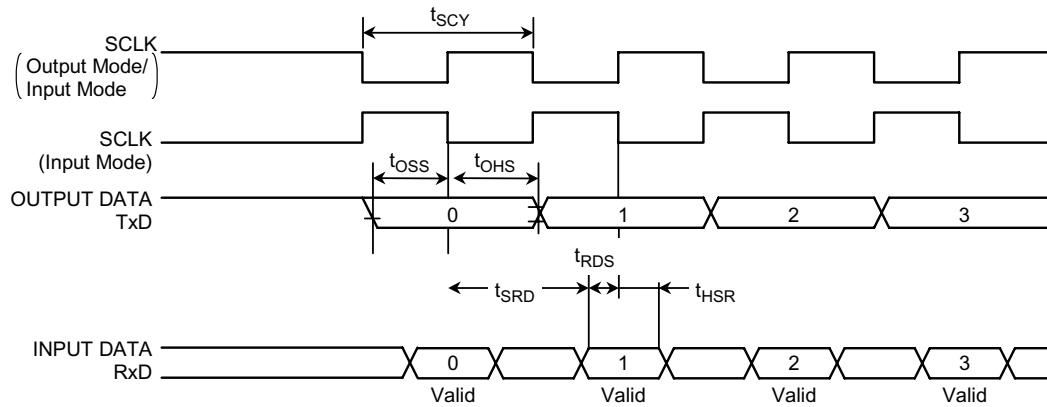 tSCY
SCLK
(Output Mode/
Input Mode)
SCLK
(Input Mode)
tOSS
tOHS
OUTPUT DATA
TxD
0
1
2
3
tRDS
tSRD
tHSR
INPUT DATA
RxD
0
1
2
3
Valid
Valid
Valid
Valid